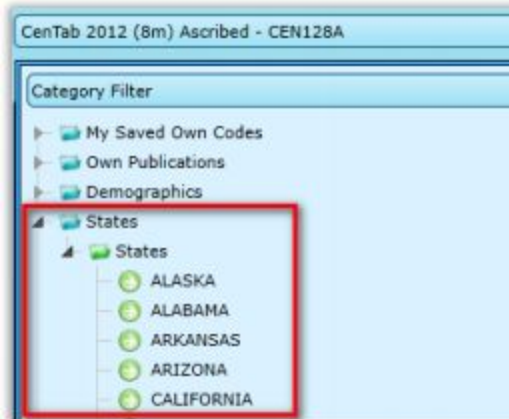 CenTab 2012 (8m) Ascribed - CEN128A
Category Filter
My Saved Own Codes
Own Publications
Demographics
States
States
ALASKA
ALABAMA
ARKANSAS
ARIZONA
CALIFORNIA